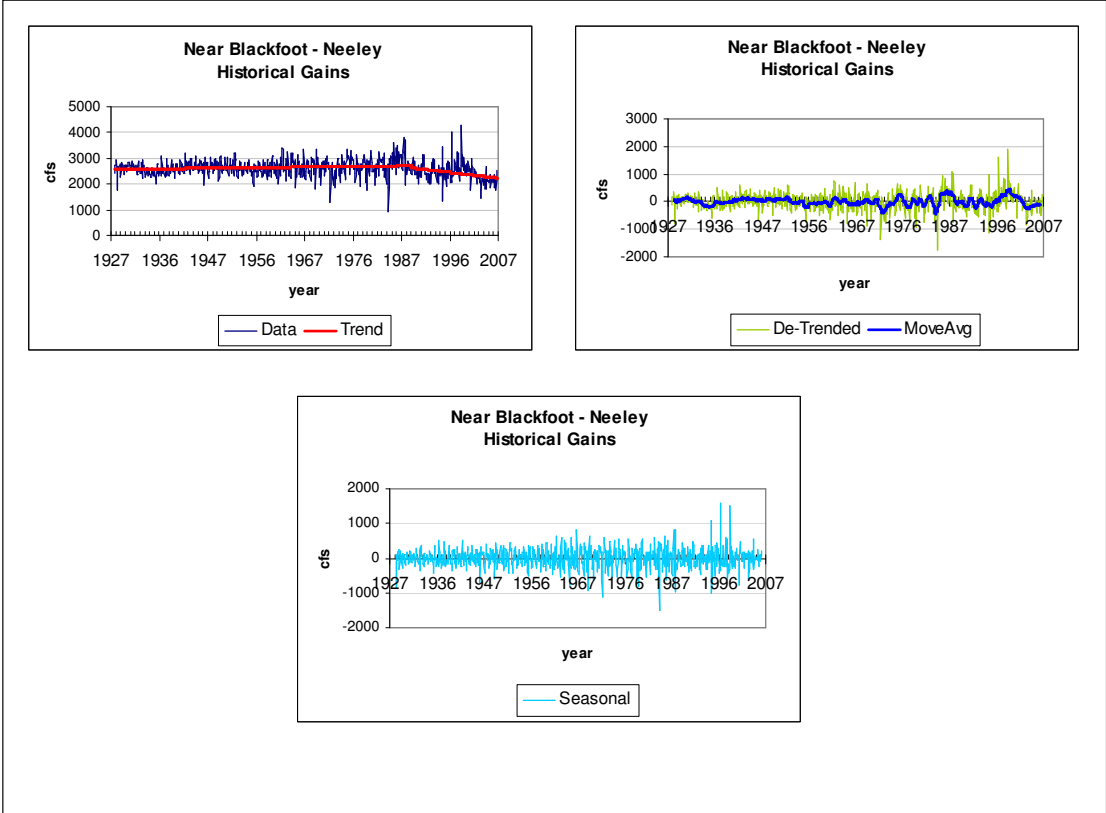 Near Blackfoot - Neeley
Historical Gains
5000
4000
3000
2000
1000
0
cfs
1927 1936 1947 1956 1967 1976 1987 1996 2007
year
Data Trend
Near Blackfoot - Neeley
Historical Gains
3000
2000
1000
0
-1000
-2000
cfs
1927 1936 1947 1956 1967 1976 1987 1996 2007
year
De-Trended MoveAvg
Near Blackfoot - Neeley
Historical Gains
2000
1000
0
-1000
-2000
cfs
1927 1936 1947 1956 1967 1976 1987 1996 2007
year
Seasonal